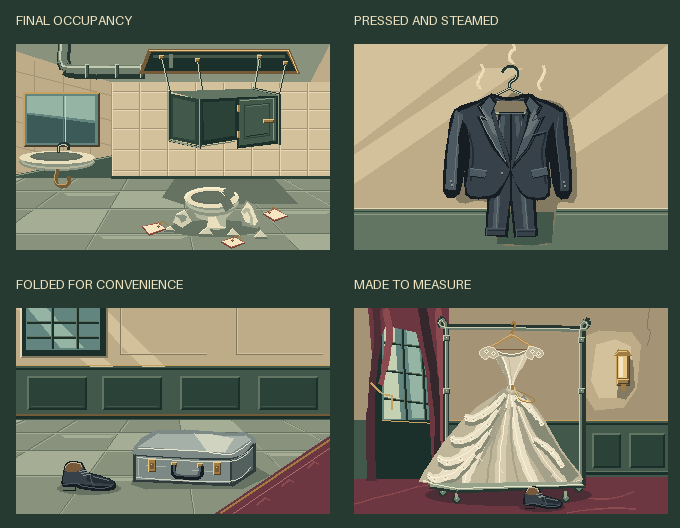 FINAL OCCUPANCY
PRESSED AND STEAMED
FOLDED FOR CONVENIENCE
MADE TO MEASURE